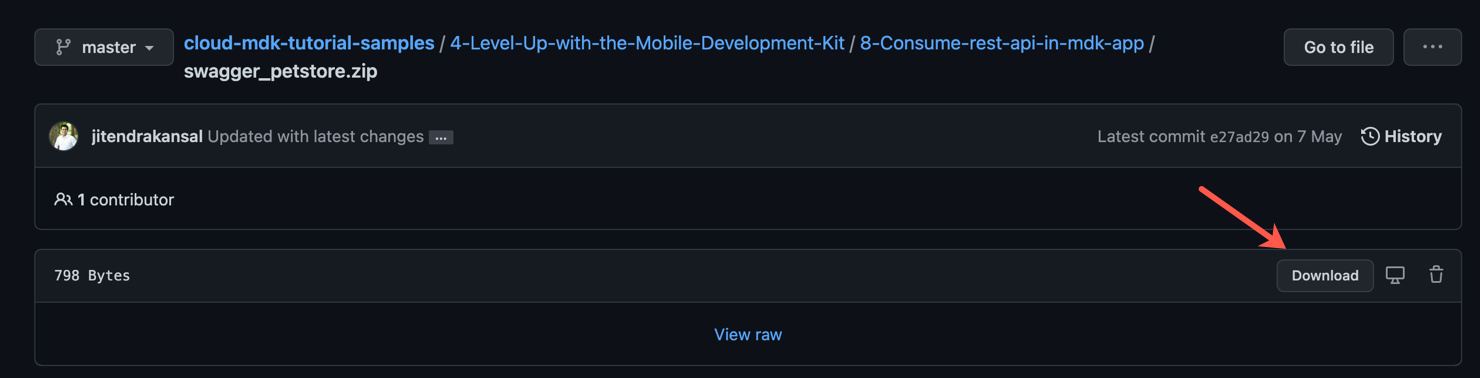 master
cloud-mdk-tutorial-samples / 4-Level-Up-with-the-Mobile-Development-Kit / 8-Consume-rest-api-in-mdk-app /
swagger_petstore.zip
Go to file
...
jitendrakansal Updated with latest changes ...
Latest commit e27ad29 on 7 May
History
1 contributor
798 Bytes
Download
View raw